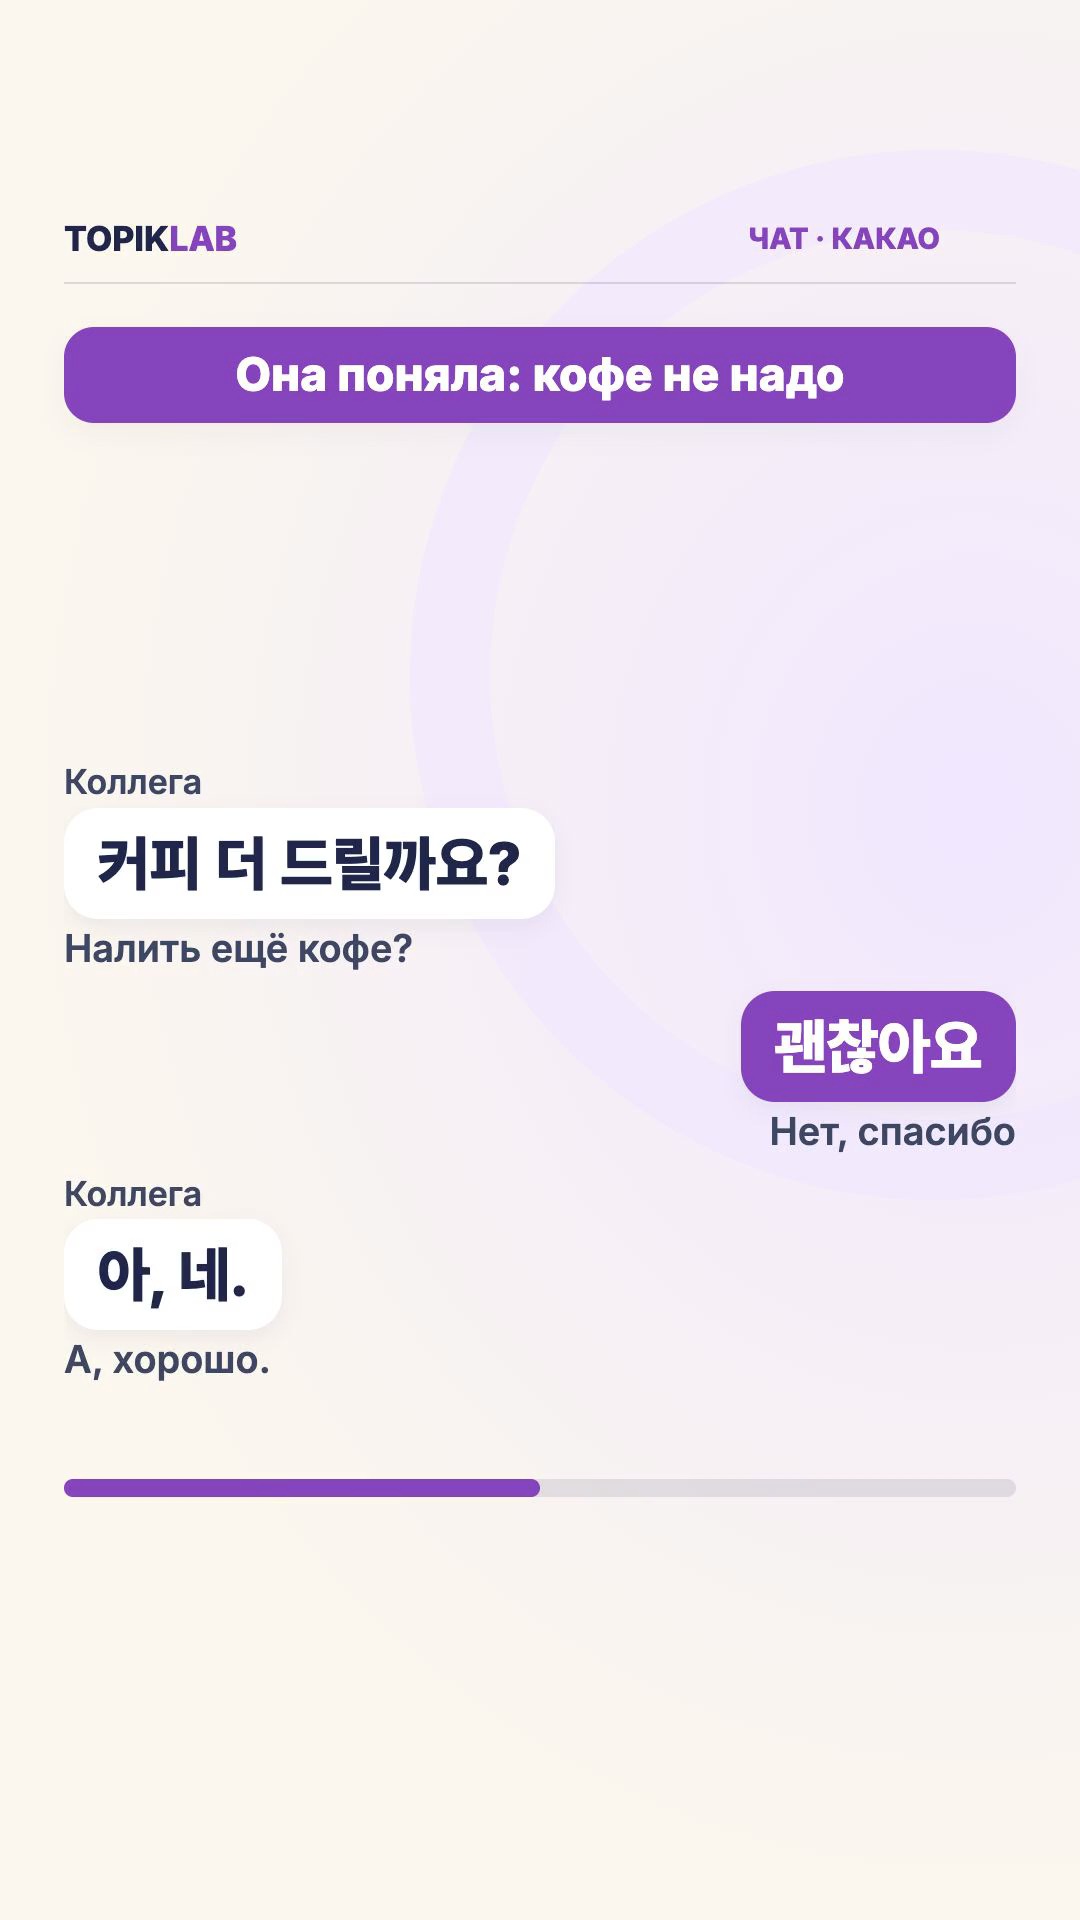 TOPIKLAB
ЧАТ · КАКАО
Она поняла: кофе не надо
Коллега
커피 더 드릴까요?
Налить ещё кофе?
괜찮아요
Нет, спасибо
Коллега
아, 네.
А, хорошо.